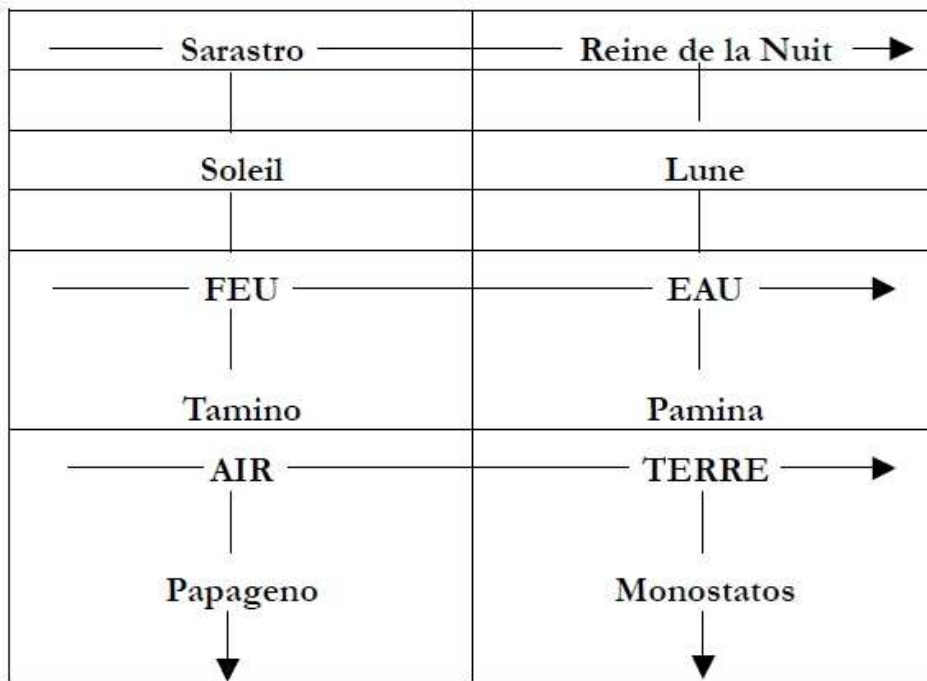 Sarastro Reine de la Nuit
Soleil Lune
FEU EAU
Tamino Pamina
AIR TERRE
Papageno Monostatos